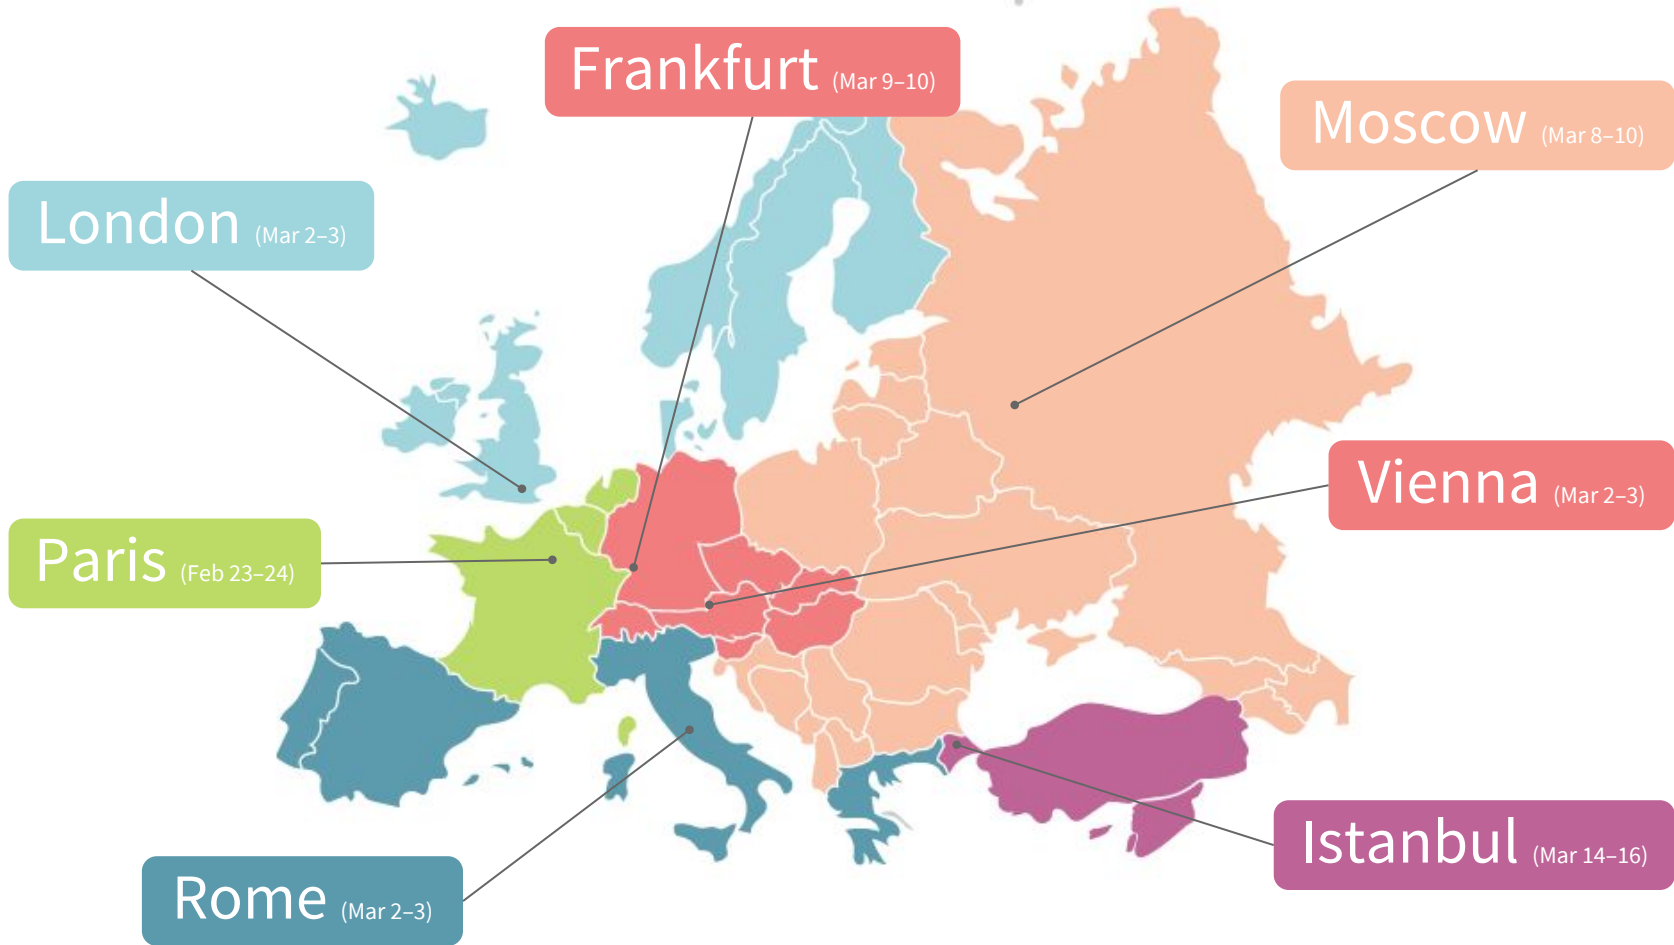 Frankfurt (Mar 9–10)
Moscow (Mar 8–10)
London (Mar 2–3)
Vienna (Mar 2–3)
Paris (Feb 23–24)
Istanbul (Mar 14–16)
Rome (Mar 2–3)